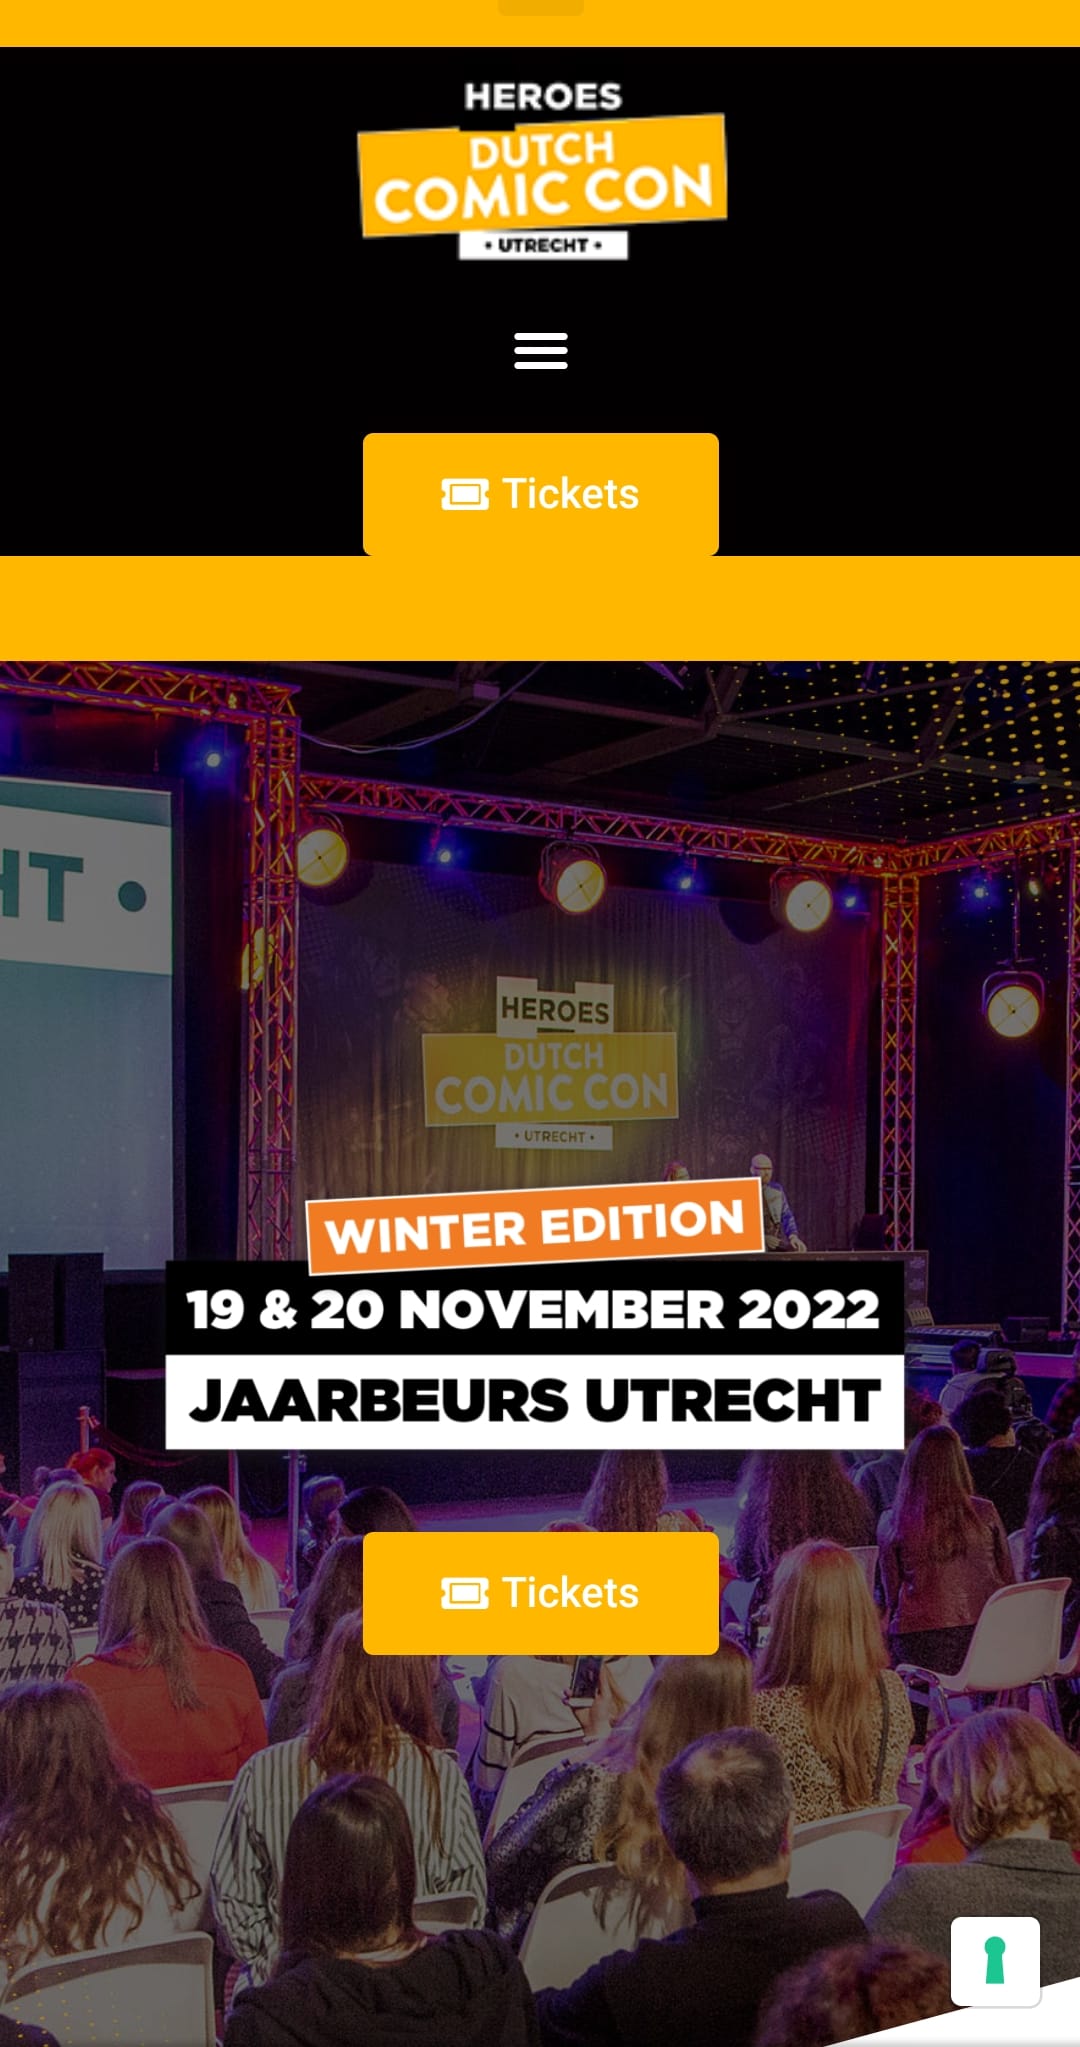 HEROES
DUTCH
COMIC CON
• UTRECHT •
Tickets
HT •
HEROES
DUTCH
COMIC CON
• UTRECHT •
WINTER EDITION
19 & 20 NOVEMBER 2022
JAARBEURS UTRECHT
Tickets